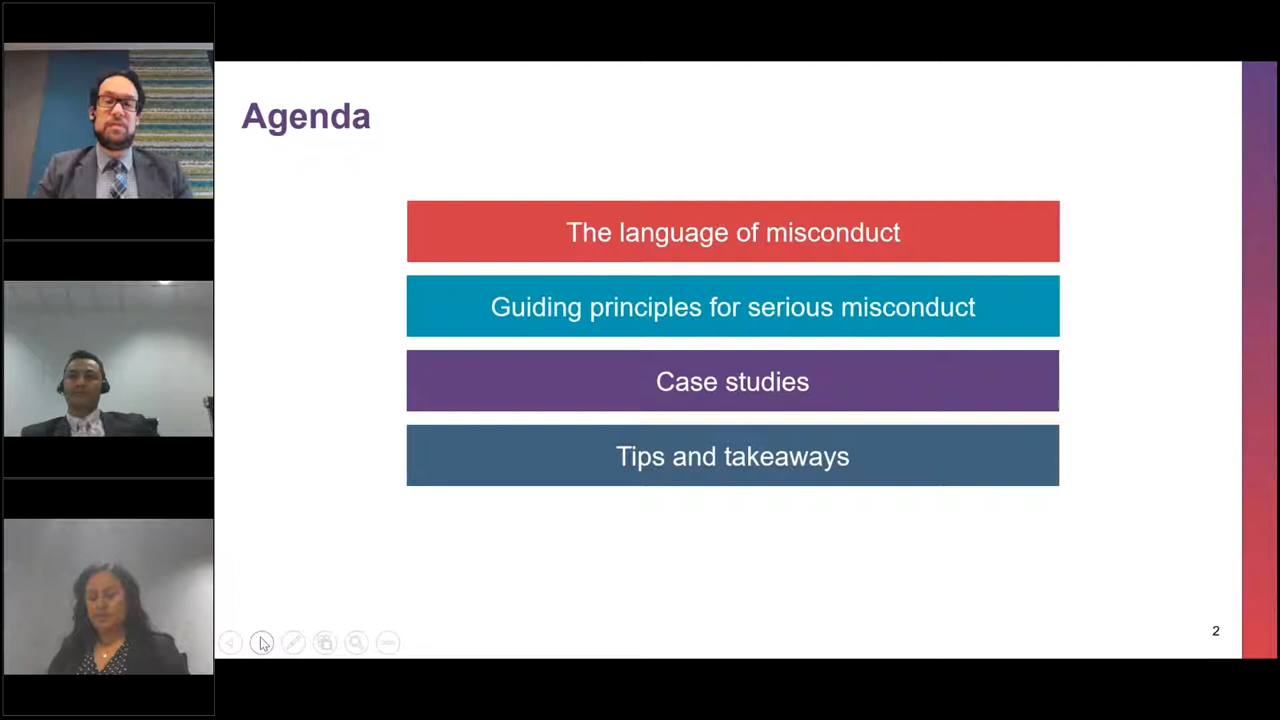 Agenda
The language of misconduct
Guiding principles for serious misconduct
Case studies
Tips and takeaways
2